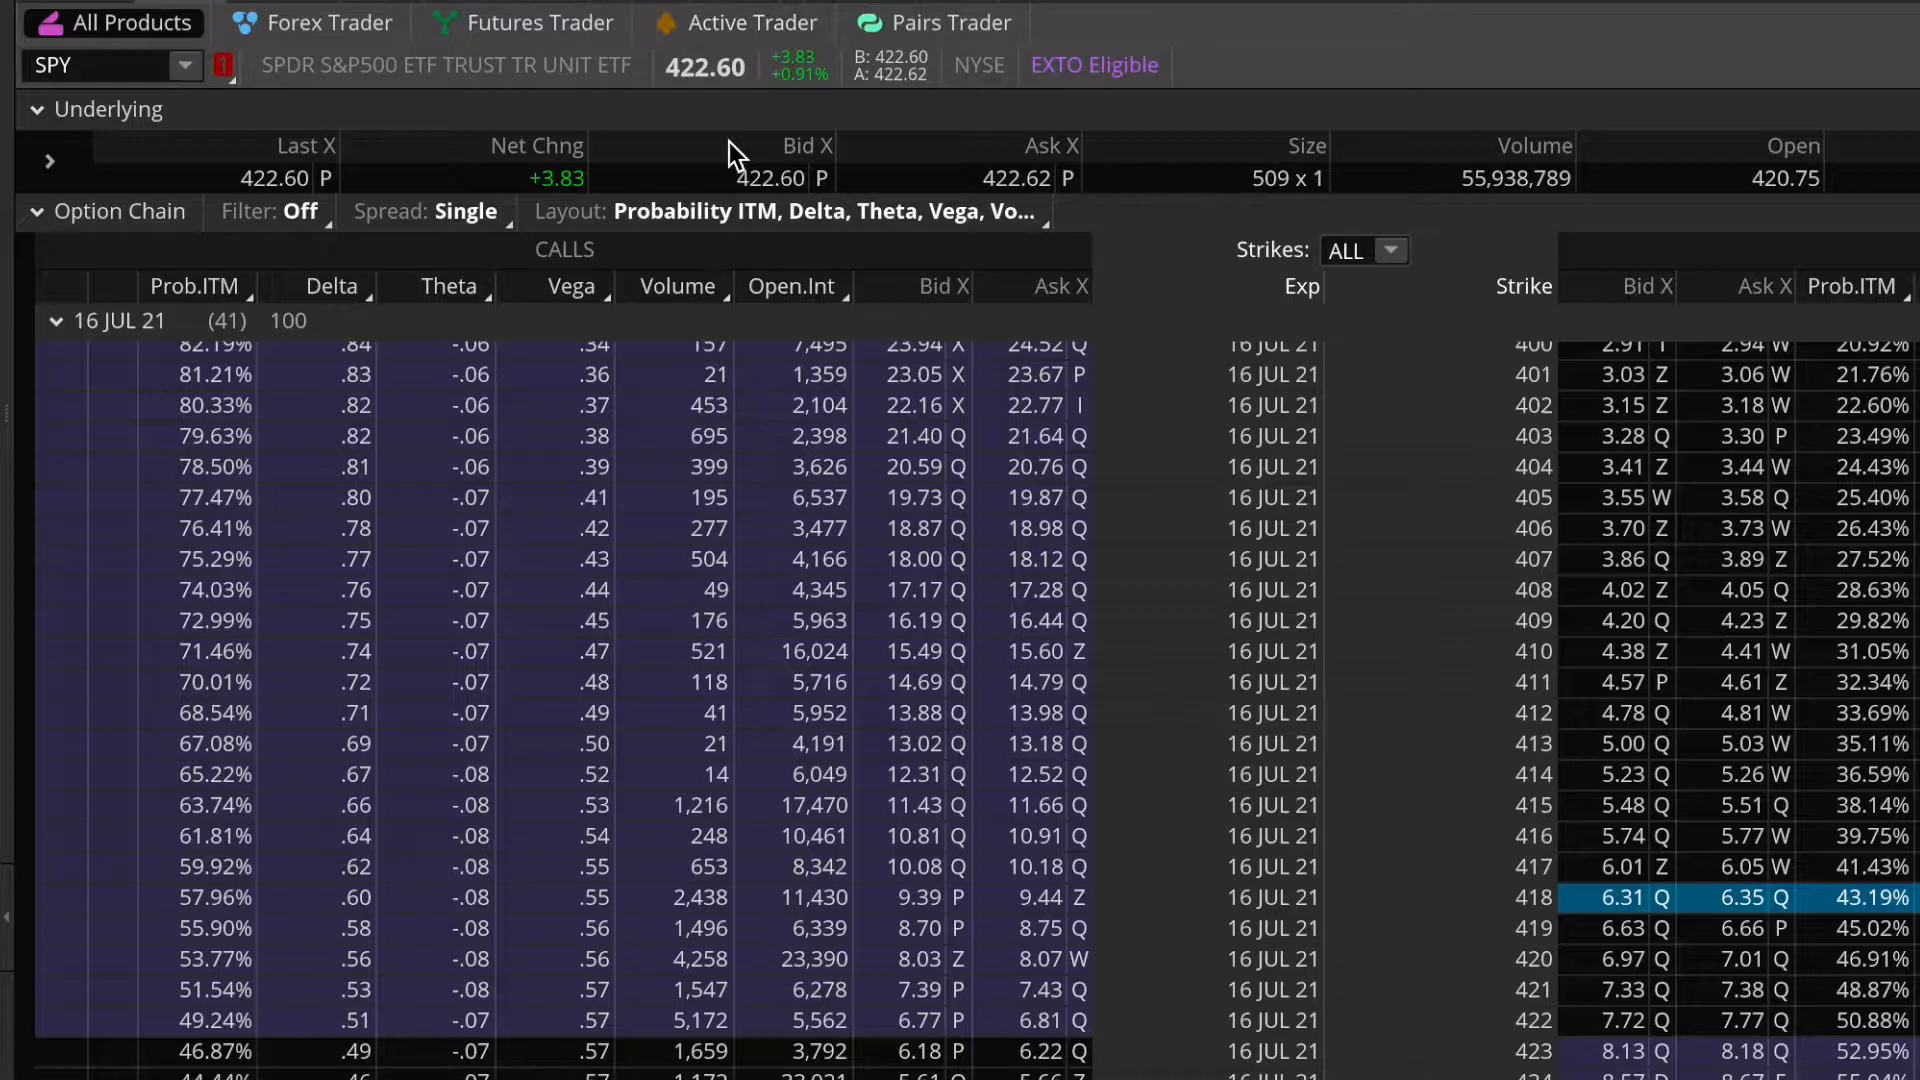 All Products Forex Trader Futures Trader Active Trader Pairs Trader
SPY 1 SPDR S&P500 ETF TRUST TR UNIT ETF 422.60 +3.83 +0.91% B: 422.60 A: 422.62 NYSE EXTO Eligible
Underlying
Last X Net Chng Bid X Ask X Size Volume Open
422.60 P +3.83 422.60 P 422.62 P 509 x 1 55,938,789 420.75
Option Chain Filter: Off Spread: Single Layout: Probability ITM, Delta, Theta, Vega, Vo...
CALLS Strikes: ALL
Prob.ITM Delta Theta Vega Volume Open.Int Bid X Ask X Exp Strike Bid X Ask X Prob.ITM
16 JUL 21 (41) 100
82.19% .84 -.06 .34 157 7,495 23.94 X 24.52 Q 16 JUL 21 400 2.91 2.94 W 20.92%
81.21% .83 -.06 .36 21 1,359 23.05 X 23.67 P 16 JUL 21 401 3.03 Z 3.06 W 21.76%
80.33% .82 -.06 .37 453 2,104 22.16 X 22.77 I 16 JUL 21 402 3.15 Z 3.18 W 22.60%
79.63% .82 -.06 .38 695 2,398 21.40 Q 21.64 Q 16 JUL 21 403 3.28 Q 3.30 P 23.49%
78.50% .81 -.06 .39 399 3,626 20.59 Q 20.76 Q 16 JUL 21 404 3.41 Z 3.44 W 24.43%
77.47% .80 -.07 .41 195 6,537 19.73 Q 19.87 Q 16 JUL 21 405 3.55 W 3.58 Q 25.40%
76.41% .78 -.07 .42 277 3,477 18.87 Q 18.98 Q 16 JUL 21 406 3.70 Z 3.73 W 26.43%
75.29% .77 -.07 .43 504 4,166 18.00 Q 18.12 Q 16 JUL 21 407 3.86 Q 3.89 Z 27.52%
74.03% .76 -.07 .44 49 4,345 17.17 Q 17.28 Q 16 JUL 21 408 4.02 Z 4.05 Q 28.63%
72.99% .75 -.07 .45 176 5,963 16.19 Q 16.44 Q 16 JUL 21 409 4.20 Q 4.23 Z 29.82%
71.46% .74 -.07 .47 521 16,024 15.49 Q 15.60 Z 16 JUL 21 410 4.38 Z 4.41 W 31.05%
70.01% .72 -.07 .48 118 5,716 14.69 Q 14.79 Q 16 JUL 21 411 4.57 P 4.61 Z 32.34%
68.54% .71 -.07 .49 41 5,952 13.88 Q 13.98 Q 16 JUL 21 412 4.78 Q 4.81 W 33.69%
67.08% .69 -.07 .50 21 4,191 13.02 Q 13.18 Q 16 JUL 21 413 5.00 Q 5.03 W 35.11%
65.22% .67 -.08 .52 14 6,049 12.31 Q 12.52 Q 16 JUL 21 414 5.23 Q 5.26 W 36.59%
63.74% .66 -.08 .53 1,216 17,470 11.43 Q 11.66 Q 16 JUL 21 415 5.48 Q 5.51 Q 38.14%
61.81% .64 -.08 .54 248 10,461 10.81 Q 10.91 Q 16 JUL 21 416 5.74 Q 5.77 W 39.75%
59.92% .62 -.08 .55 653 8,342 10.08 Q 10.18 Q 16 JUL 21 417 6.01 Z 6.05 W 41.43%
57.96% .60 -.08 .55 2,438 11,430 9.39 P 9.44 Z 16 JUL 21 418 6.31 Q 6.35 Q 43.19%
55.90% .58 -.08 .56 1,496 6,339 8.70 P 8.75 Q 16 JUL 21 419 6.63 Q 6.66 P 45.02%
53.77% .56 -.08 .56 4,258 23,390 8.03 Z 8.07 W 16 JUL 21 420 6.97 Q 7.01 Q 46.91%
51.54% .53 -.08 .57 1,547 6,278 7.39 P 7.43 Q 16 JUL 21 421 7.33 Q 7.38 Q 48.87%
49.24% .51 -.07 .57 5,172 5,562 6.77 P 6.81 Q 16 JUL 21 422 7.72 Q 7.77 Q 50.88%
46.87% .49 -.07 .57 1,659 3,792 6.18 P 6.22 Q 16 JUL 21 423 8.13 Q 8.18 Q 52.95%